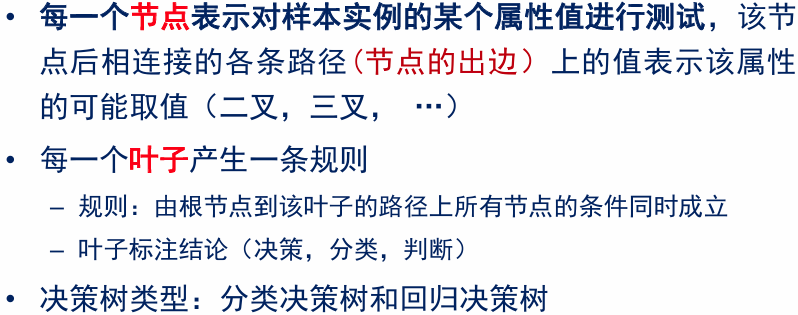 • 每一个节点表示对样本实例的某个属性值进行测试，该节
点后相连接的各条路径(节点的出边）上的值表示该属性
的可能取值（二叉，三叉， …）
• 每一个叶子产生一条规则
– 规则：由根节点到该叶子的路径上所有节点的条件同时成立
– 叶子标注结论（决策，分类，判断）
• 决策树类型：分类决策树和回归决策树